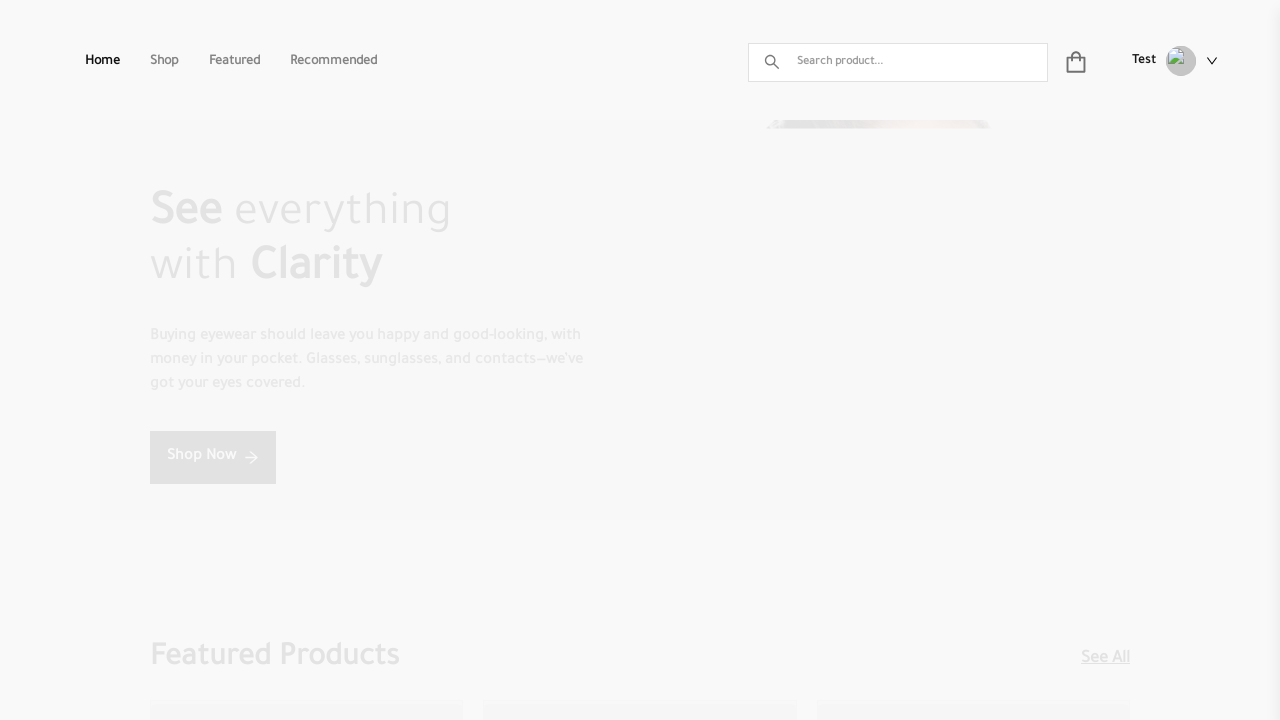 Home
Shop
Featured
Recommended
Search product...
Test
See everything
with Clarity
Buying eyewear should leave you happy and good-looking, with
money in your pocket. Glasses, sunglasses, and contacts—we've
got your eyes covered.
Shop Now
Featured Products
See All